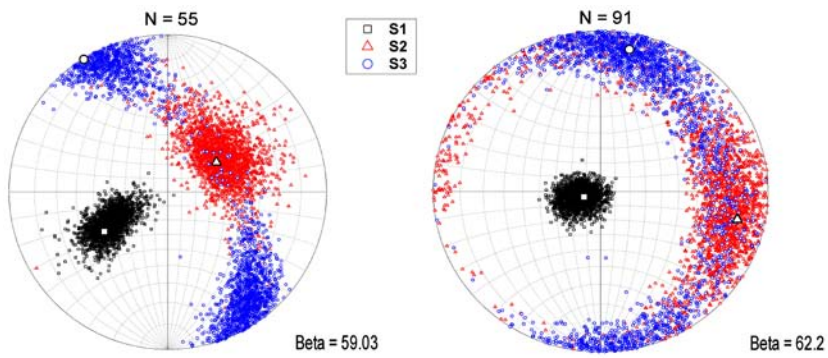 N = 55
S1
S2
S3
N = 91
Beta = 59.03
Beta = 62.2